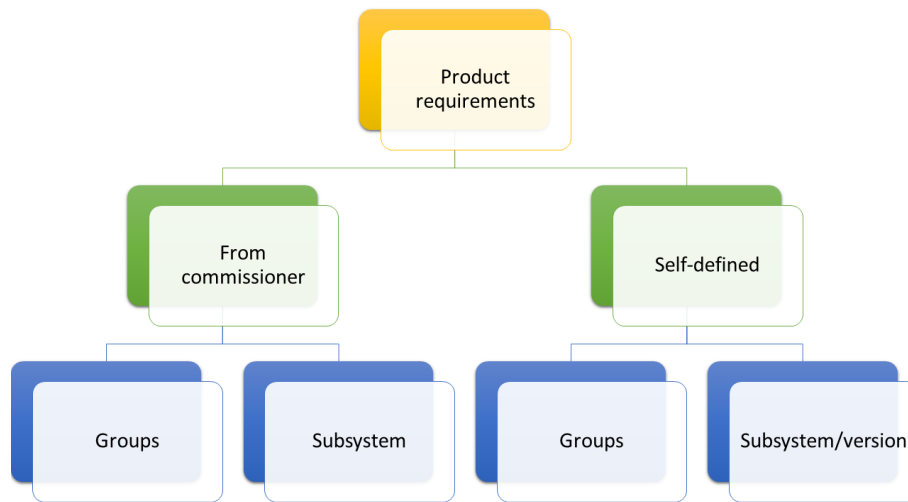 Product
requirements
From
commissioner
Self-defined
Groups
Subsystem
Groups
Subsystem/version